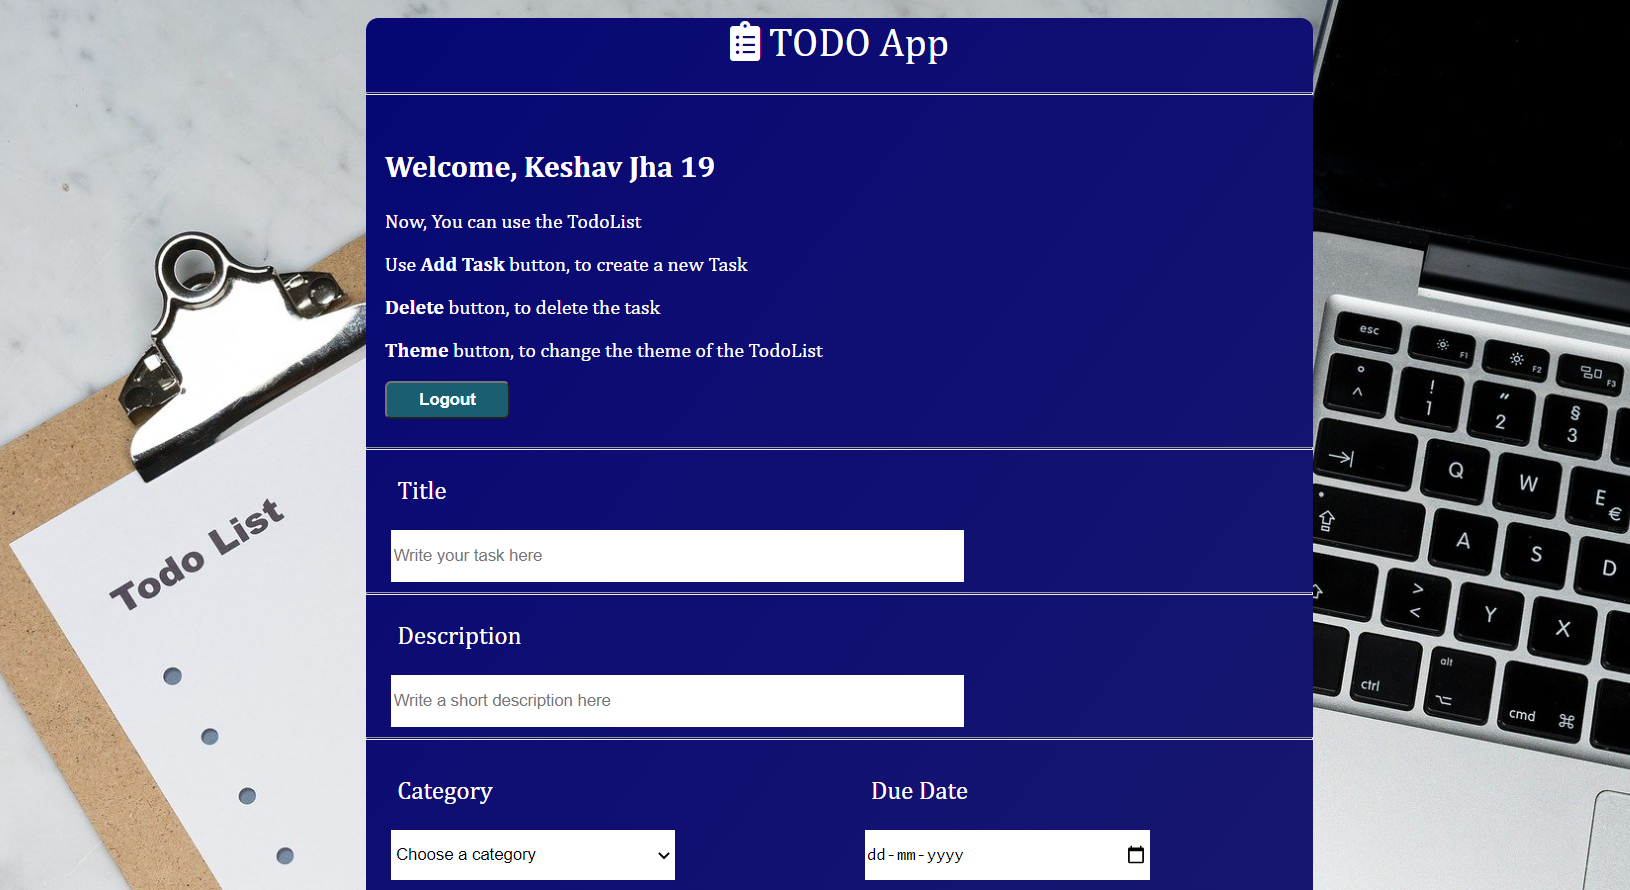 TODO App
Welcome, Keshav Jha 19
Now, You can use the TodoList
Use Add Task button, to create a new Task
Delete button, to delete the task
Theme button, to change the theme of the TodoList
Logout
Title
Write your task here
Description
Write a short description here
Category
Due Date
Choose a category
dd-mm-yyyy
Todo List
esc
F1
F2
F3
^
! 1
" 2
§ 3
Q
W
E €
A
S
D
> <
Y
X
ctrl
alt
cmd ⌘